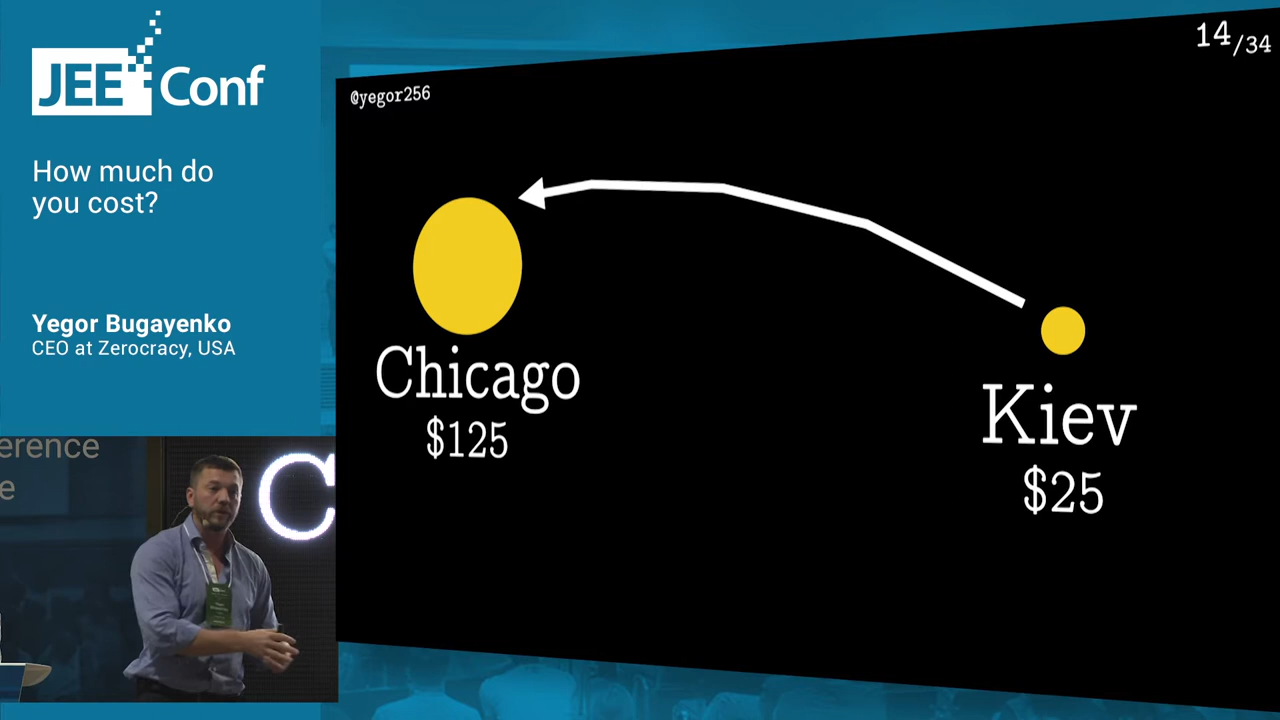 JEE Conf
How much do
you cost?
Yegor Bugayenko
CEO at Zerocracy, USA
erence
e
C
@yegor256
14/34
Chicago
$125
Kiev
$25